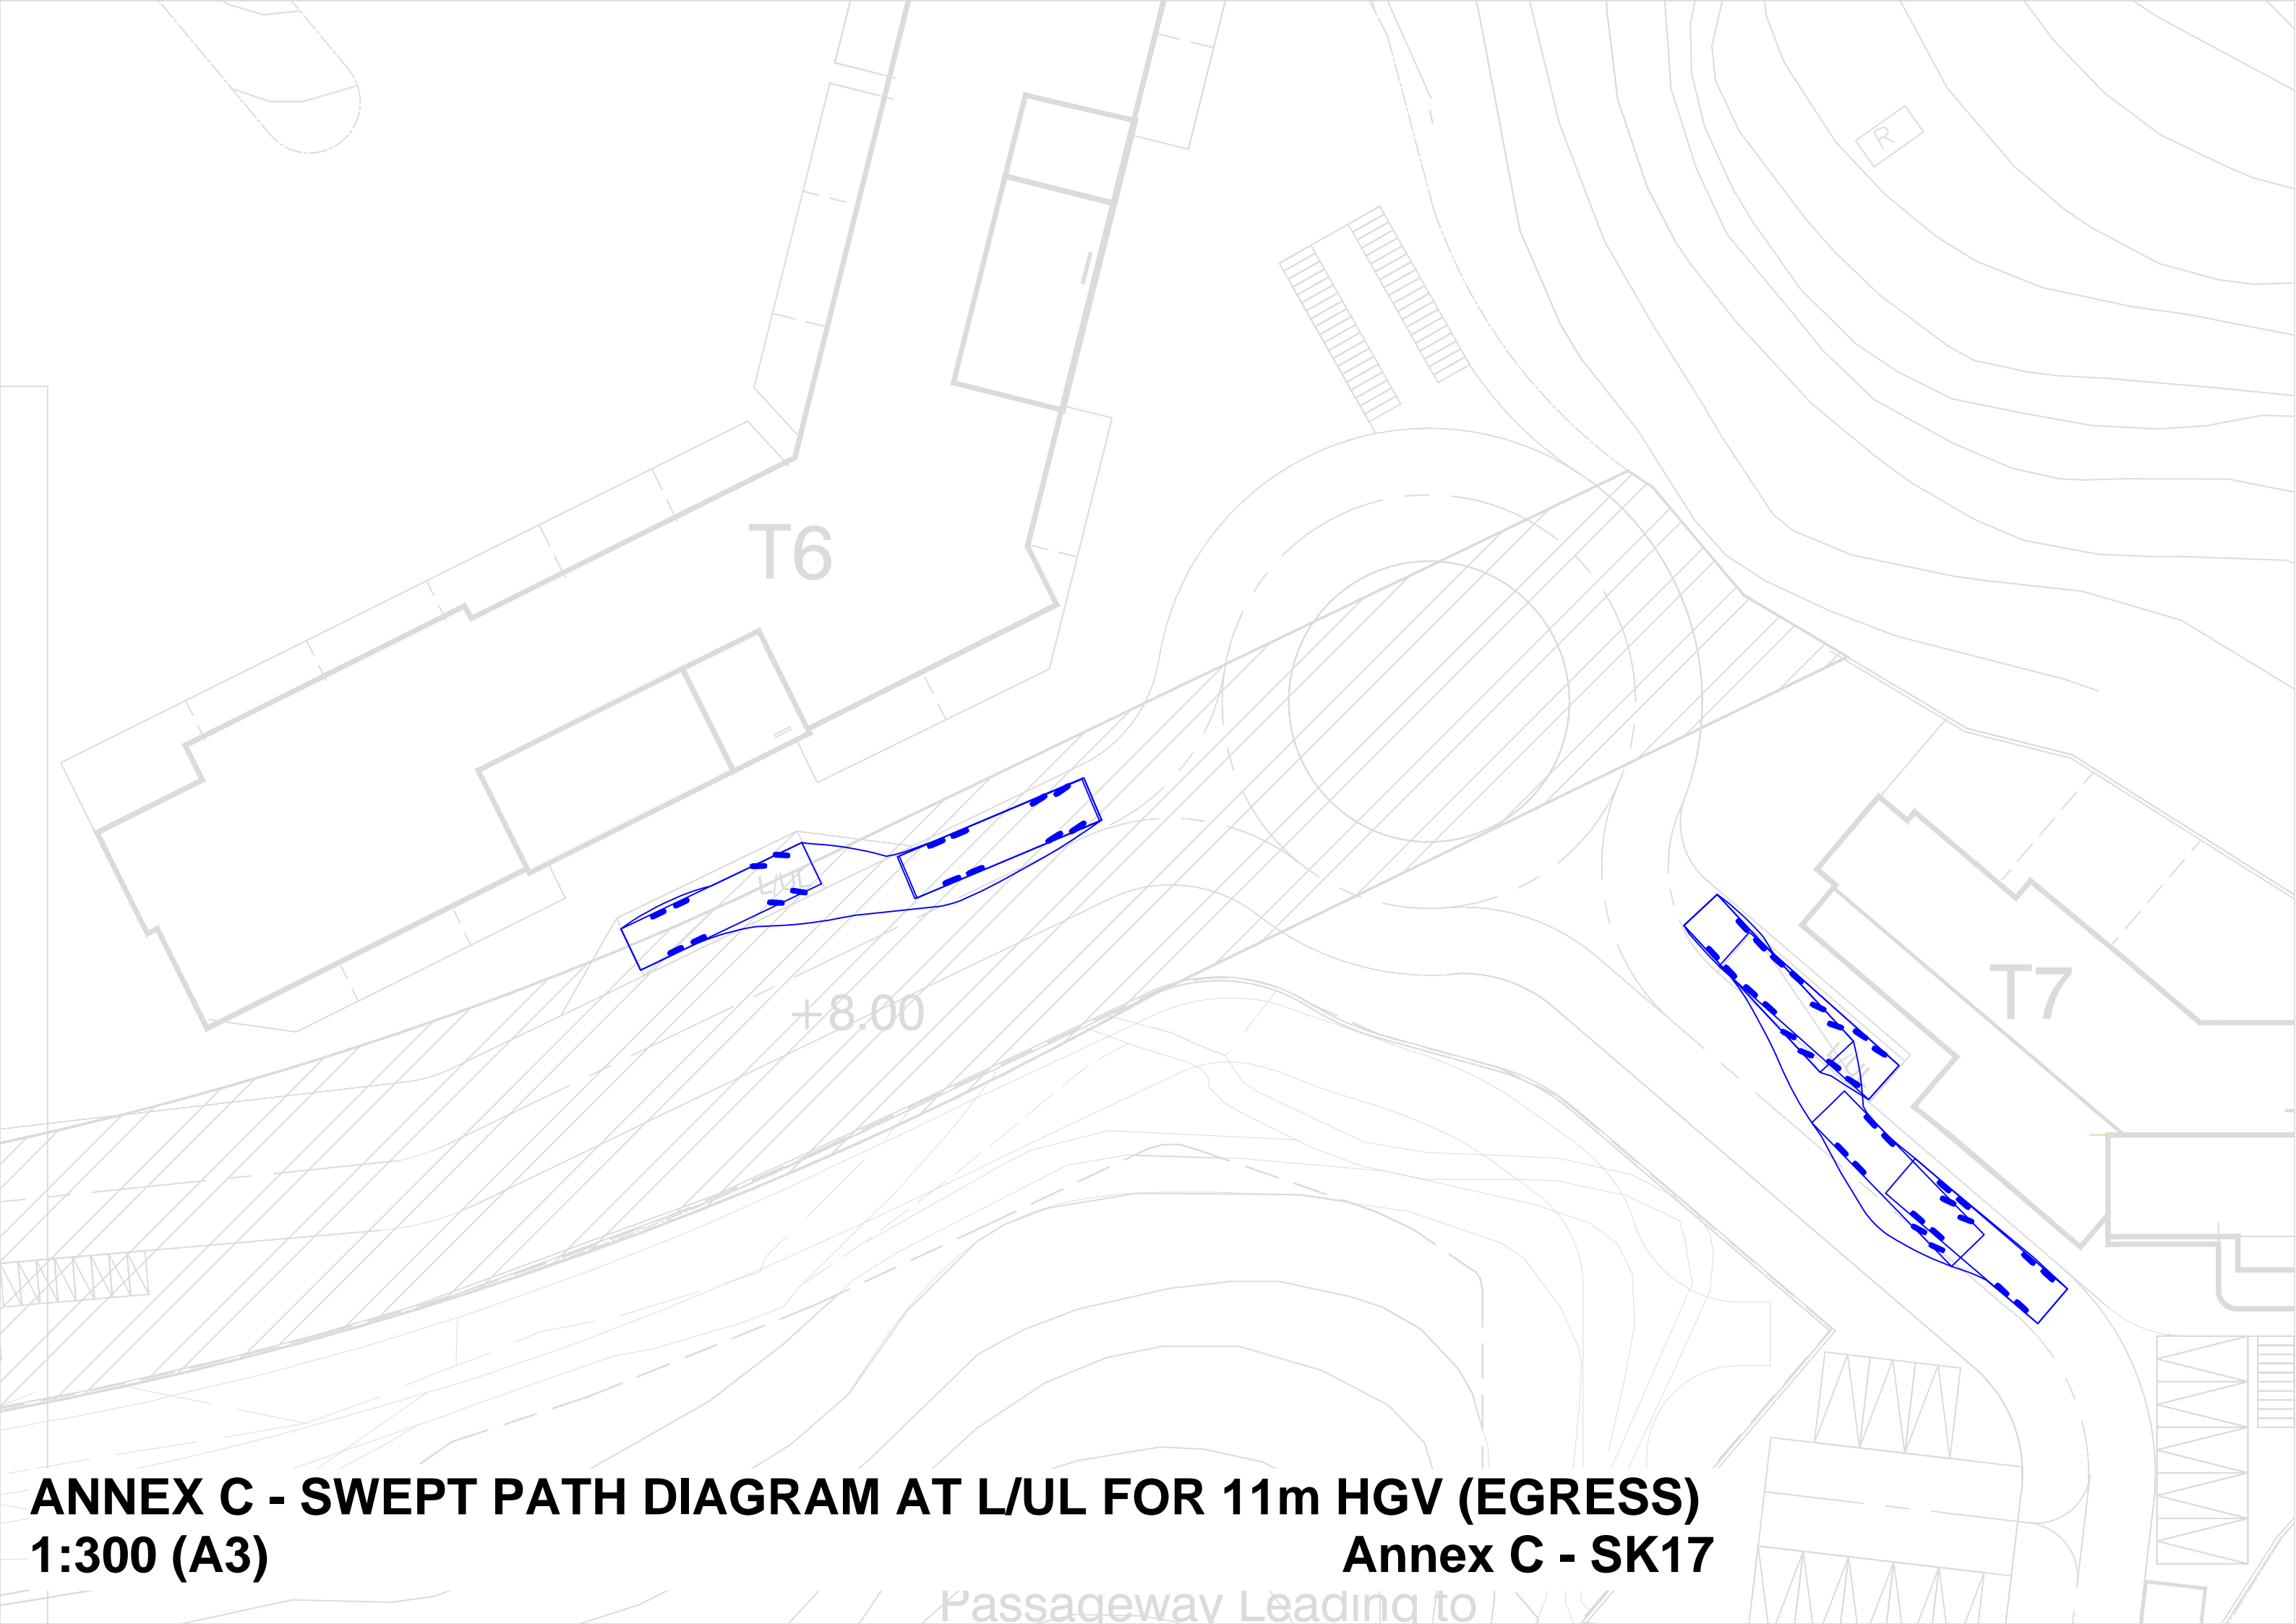 R
T6
L/UL
+8.00
T7
ANNEX C - SWEPT PATH DIAGRAM AT L/UL FOR 11m HGV (EGRESS)
1:300 (A3)
Annex C - SK17
Passageway Leading to